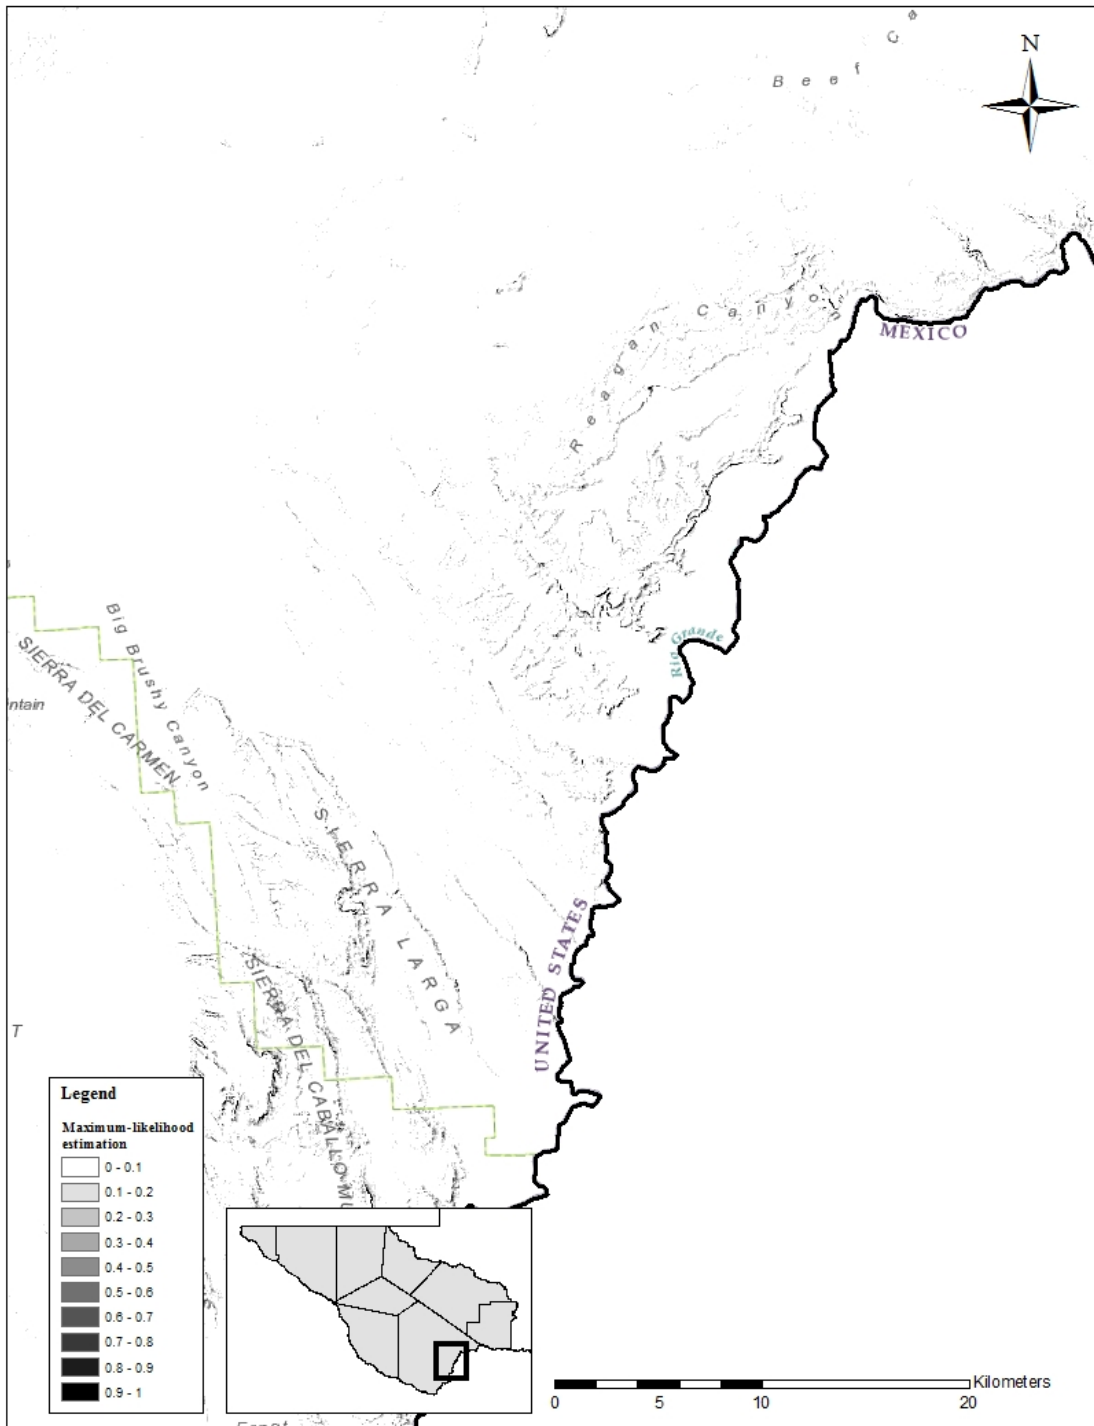 N
Beef Ca
Reagan Canyon
MEXICO
Rio Grande
Big Brushy Canyon
SIERRA DEL CARMEN
ntain
SIERRA LARGA
UNITED STATES
SIERRA DEL CABALLO MU
T
Legend
Maximum-likelihood
estimation
0 - 0.1
0.1 - 0.2
0.2 - 0.3
0.3 - 0.4
0.4 - 0.5
0.5 - 0.6
0.6 - 0.7
0.7 - 0.8
0.8 - 0.9
0.9 - 1
Kilometers
0 5 10 20